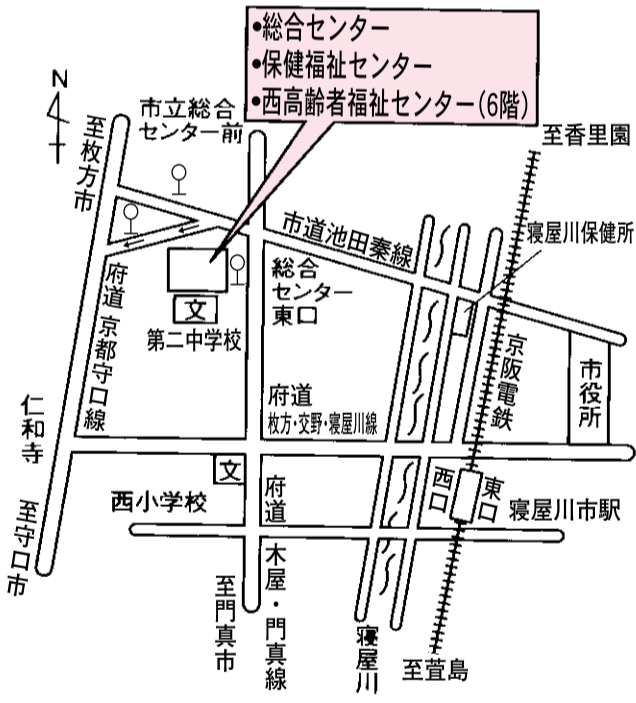 •総合センター
•保健福祉センター
•西高齢者福祉センター(6階)
N
市立総合
センター前
至枚方市
至香里園
市道池田秦線
寝屋川保健所
総合
センター
東口
文
第二中学校
府道 京都守口線
京阪電鉄
市役所
府道
枚方・交野・寝屋川線
仁和寺
文
西小学校
府道 木屋・門真線
西口
東口
寝屋川市駅
至守口市
至門真市
寝屋川
至萱島